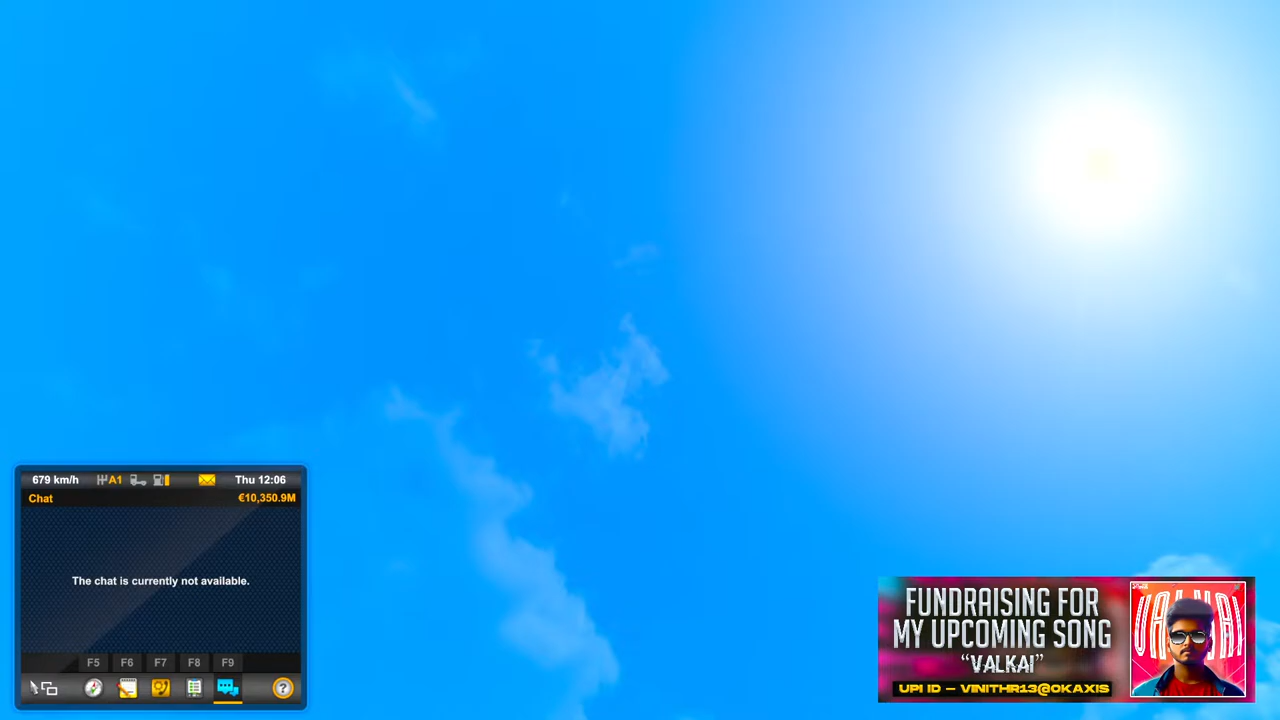 679 km/h
A1
Thu 12:06
Chat
€10,350.9M
The chat is currently not available.
F5
F6
F7
F8
F9
?
FUNDRAISING FOR
MY UPCOMING SONG
"VALKAI"
UPI ID – VINITHR13@OKAXIS